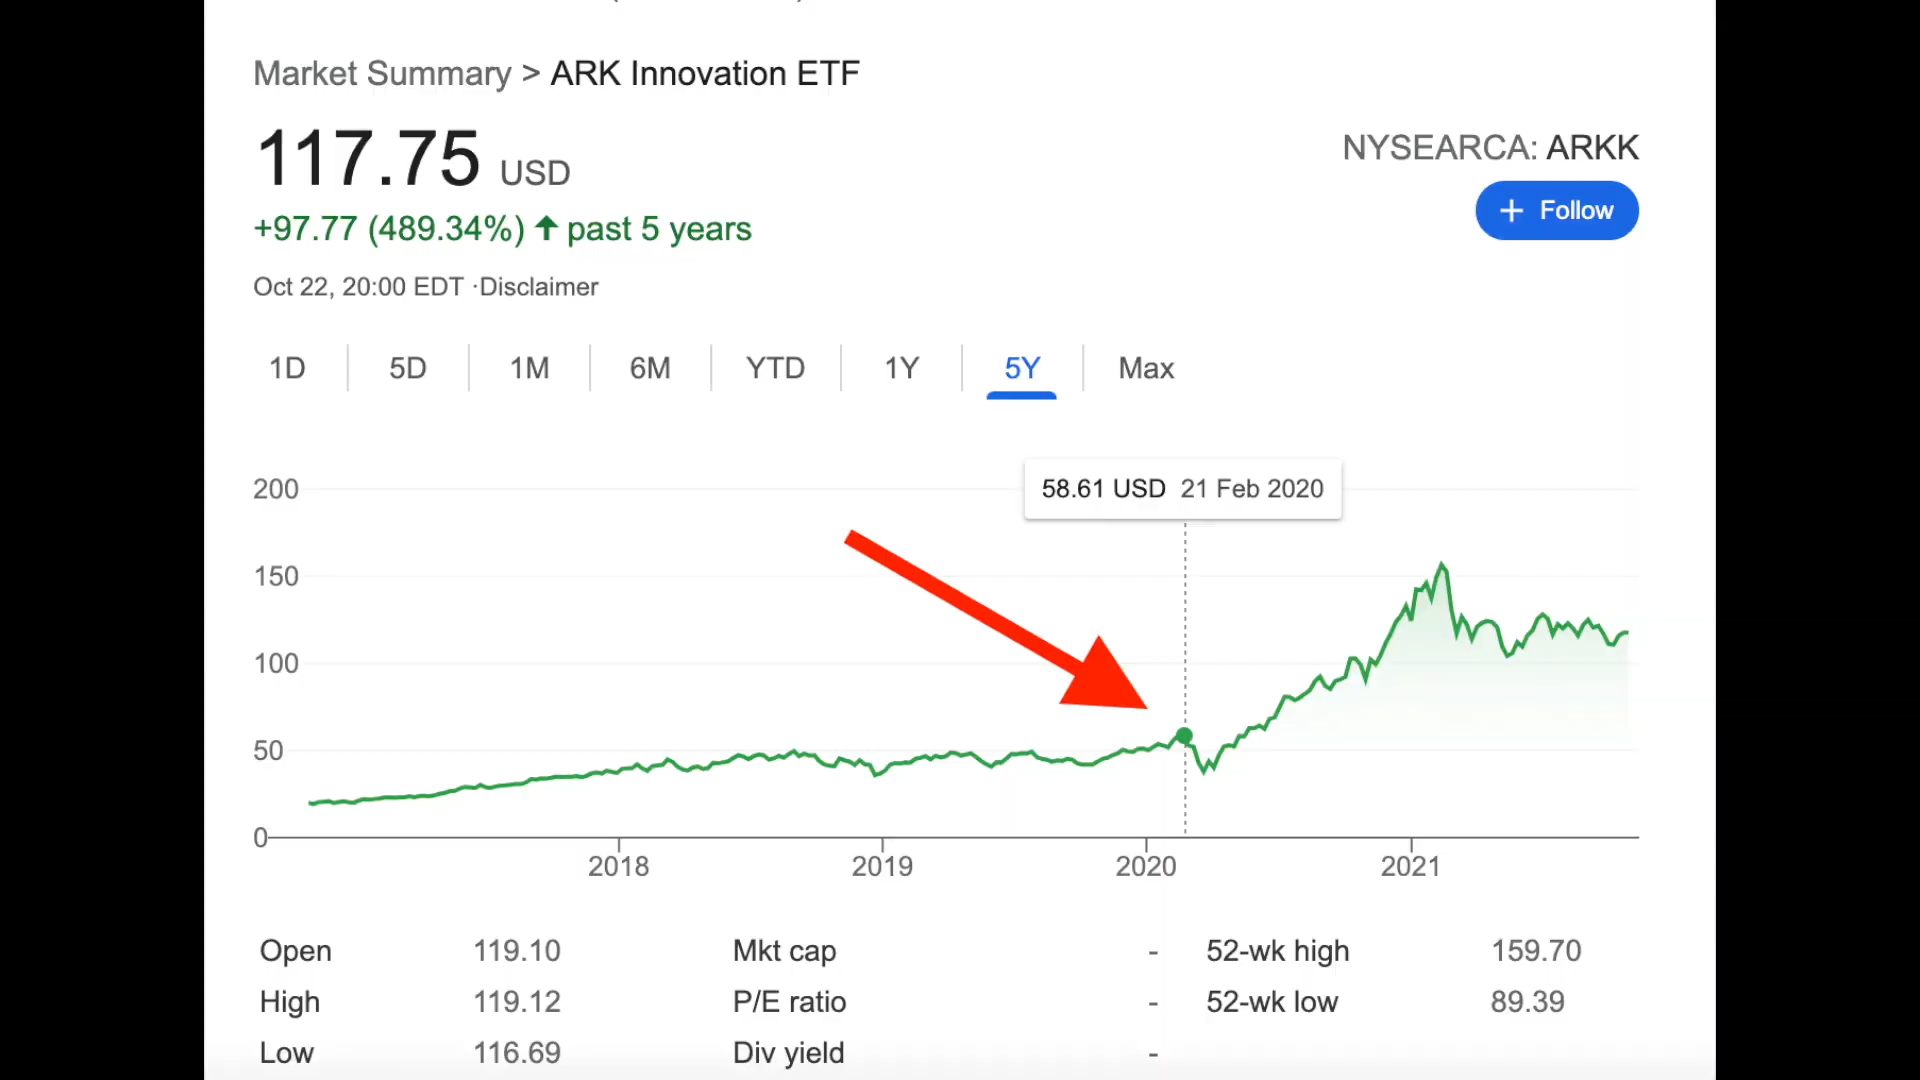 Market Summary > ARK Innovation ETF
117.75 USD
NYSEARCA: ARKK
+ Follow
+97.77 (489.34%) ↑ past 5 years
Oct 22, 20:00 EDT ·Disclaimer
1D 5D 1M 6M YTD 1Y 5Y Max
58.61 USD 21 Feb 2020
200
150
100
50
0
2018 2019 2020 2021
Open 119.10 Mkt cap - 52-wk high 159.70
High 119.12 P/E ratio - 52-wk low 89.39
Low 116.69 Div yield -